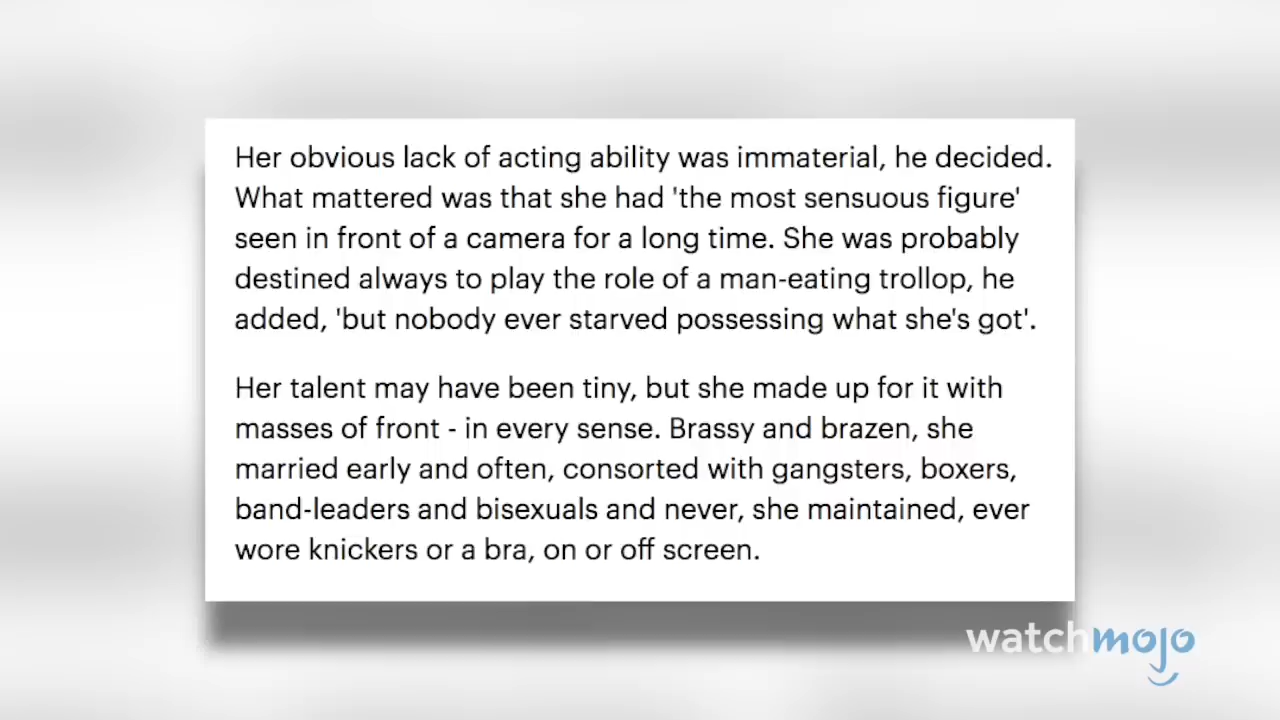 Her obvious lack of acting ability was immaterial, he decided.
What mattered was that she had 'the most sensuous figure'
seen in front of a camera for a long time. She was probably
destined always to play the role of a man-eating trollop, he
added, 'but nobody ever starved possessing what she's got'.
Her talent may have been tiny, but she made up for it with
masses of front - in every sense. Brassy and brazen, she
married early and often, consorted with gangsters, boxers,
band-leaders and bisexuals and never, she maintained, ever
wore knickers or a bra, on or off screen.
watchmojo